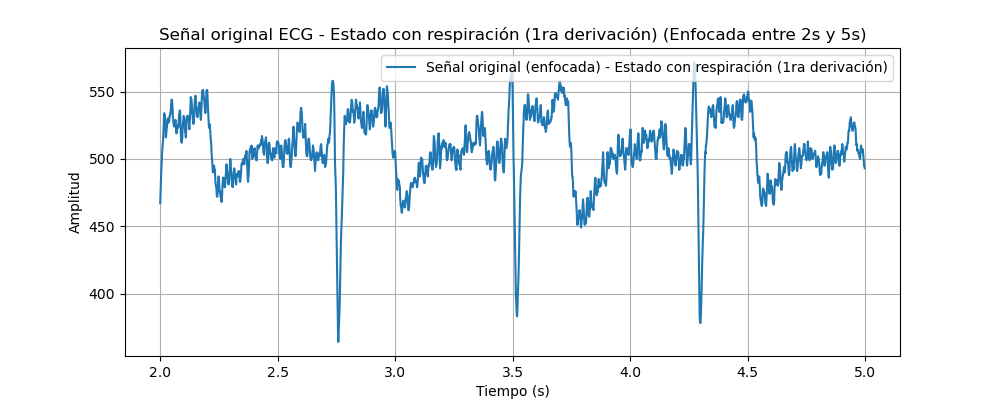 Señal original ECG - Estado con respiración (1ra derivación) (Enfocada entre 2s y 5s)
Señal original (enfocada) - Estado con respiración (1ra derivación)
Amplitud
550
500
450
400
2.0 2.5 3.0 3.5 4.0 4.5 5.0
Tiempo (s)